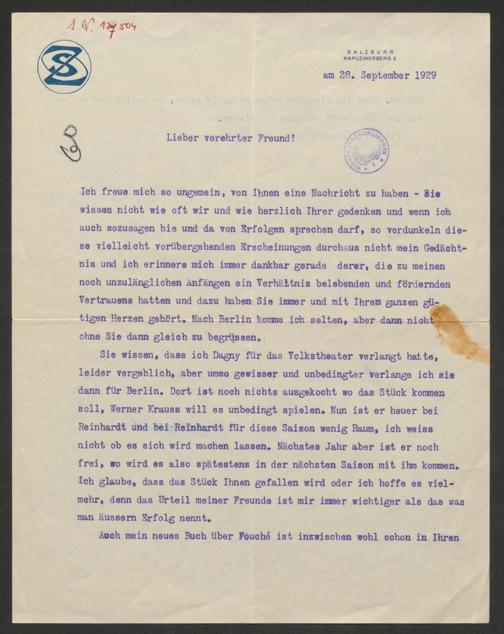 J. N. 137504
SZ
SALZBURG
KAPUZINERBERG 5
am 28. September 1929
Lieber verehrter Freund!
Ich freue mich so ungemein, von Ihnen eine Nachricht zu haben - Sie
wissen nicht wie oft wir und wie herzlich Ihrer gedenken und wenn ich
auch sozusagen hie und da von Erfolgen sprechen darf, so verdunkeln die-
se vielleicht vorübergehenden Erscheinungen durchaus nicht mein Gedächt-
nis und ich erinnere mich immer dankbar gerade derer, die zu meinen
noch unzulänglichen Anfängen ein Verhältnis belebenden und fördernden
Vertrauens hatten und dazu haben Sie immer und mit Ihrem ganzen gü-
tigen Herzen gehört. Nach Berlin komme ich selten, aber dann nicht
ohne Sie dann gleich zu begrüssen.
Sie wissen, dass ich Dagny für das Volkstheater verlangt hatte,
leider vergeblich, aber umso gewisser und unbedingter verlange ich sie
dann für Berlin. Dort ist noch nichts ausgekocht wo das Stück kommen
soll, Werner Krauss will es unbedingt spielen. Nun ist er heuer bei
Reinhardt und bei Reinhardt für diese Saison wenig Raum, ich weiss
nicht ob es sich wird machen lassen. Nächstes Jahr aber ist er noch
frei, so wird es also spätestens in der nächsten Saison mit ihm kommen.
Ich glaube, dass das Stück Ihnen gefallen wird oder ich hoffe es viel-
mehr, denn das Urteil meiner Freunde ist mir immer wichtiger als das was
man äussern Erfolg nennt.
Auch mein neues Buch über Fouché ist inzwischen wohl schon in Ihren